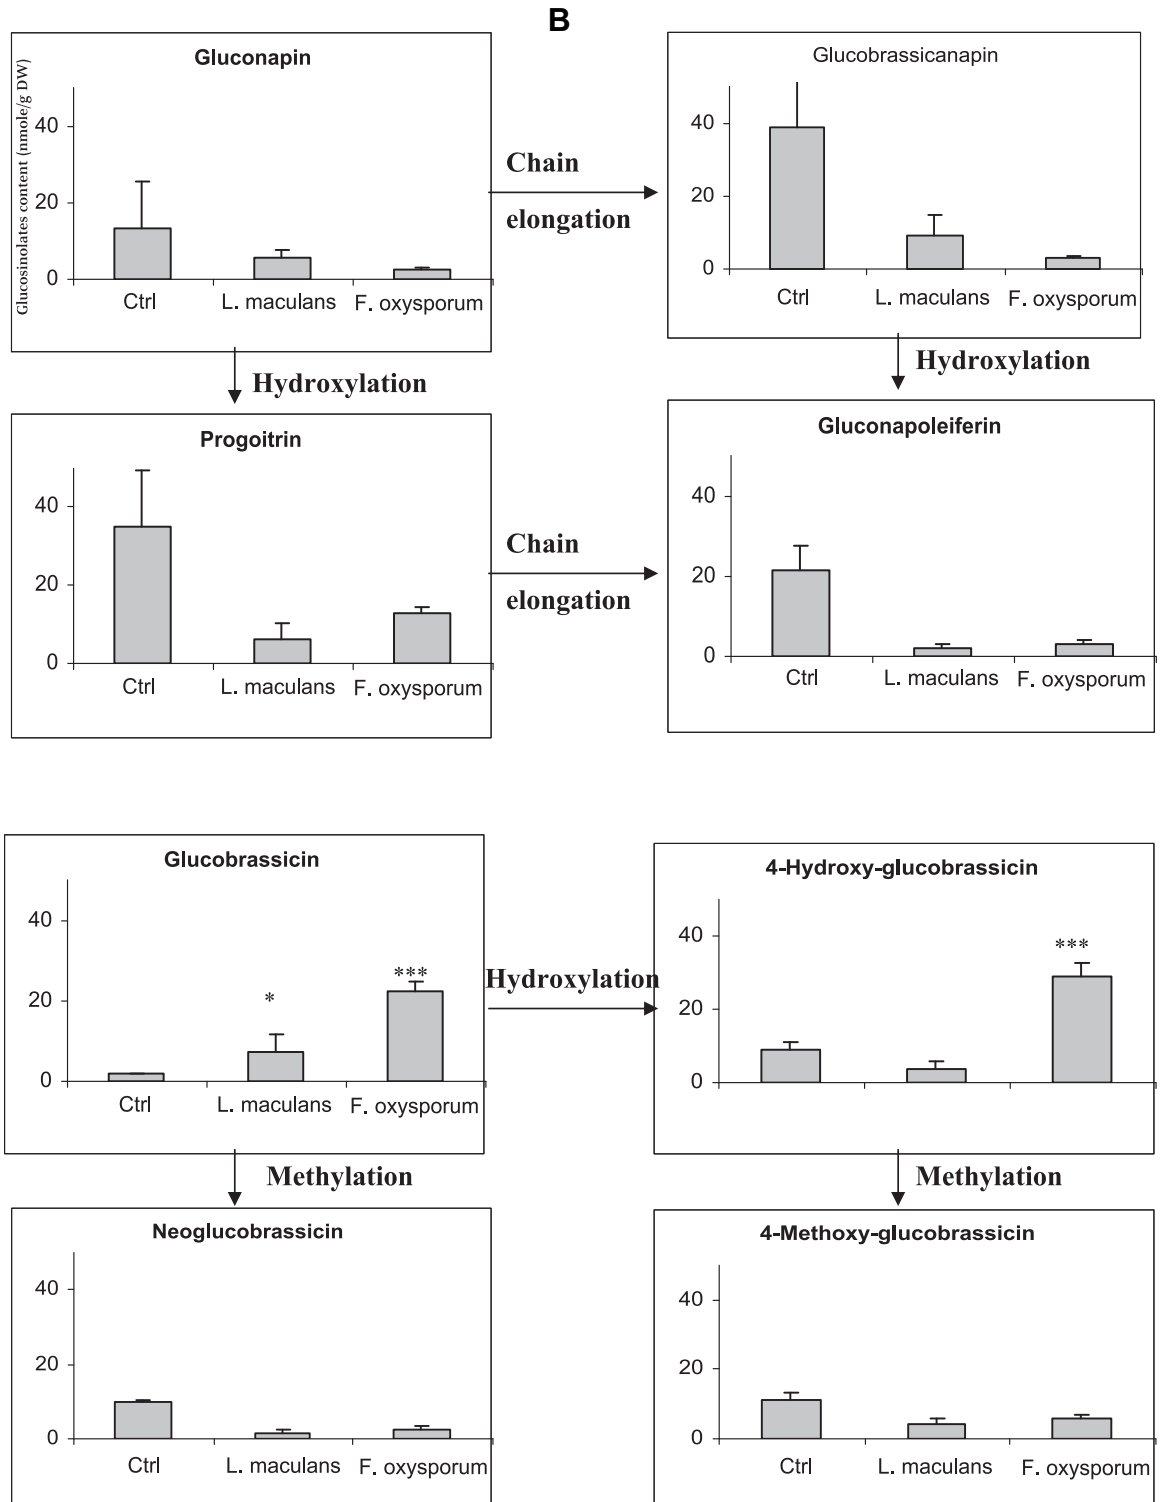 B
Gluconapin
Glucosinolates content (nmole/g DW)
40
20
0
Ctrl L. maculans F. oxysporum
Chain
elongation
Glucobrassicanapin
40
20
0
Ctrl L. maculans F. oxysporum
Hydroxylation
Hydroxylation
Progoitrin
40
20
0
Ctrl L. maculans F. oxysporum
Chain
elongation
Gluconapoleiferin
40
20
0
Ctrl L. maculans F. oxysporum
Glucobrassicin
40
20
0
*
***
Ctrl L. maculans F. oxysporum
Hydroxylation
4-Hydroxy-glucobrassicin
40
20
0
***
Methylation
Methylation
Neoglucobrassicin
40
20
0
Ctrl L. maculans F. oxysporum
4-Methoxy-glucobrassicin
40
20
0
Ctrl L. maculans F. oxysporum